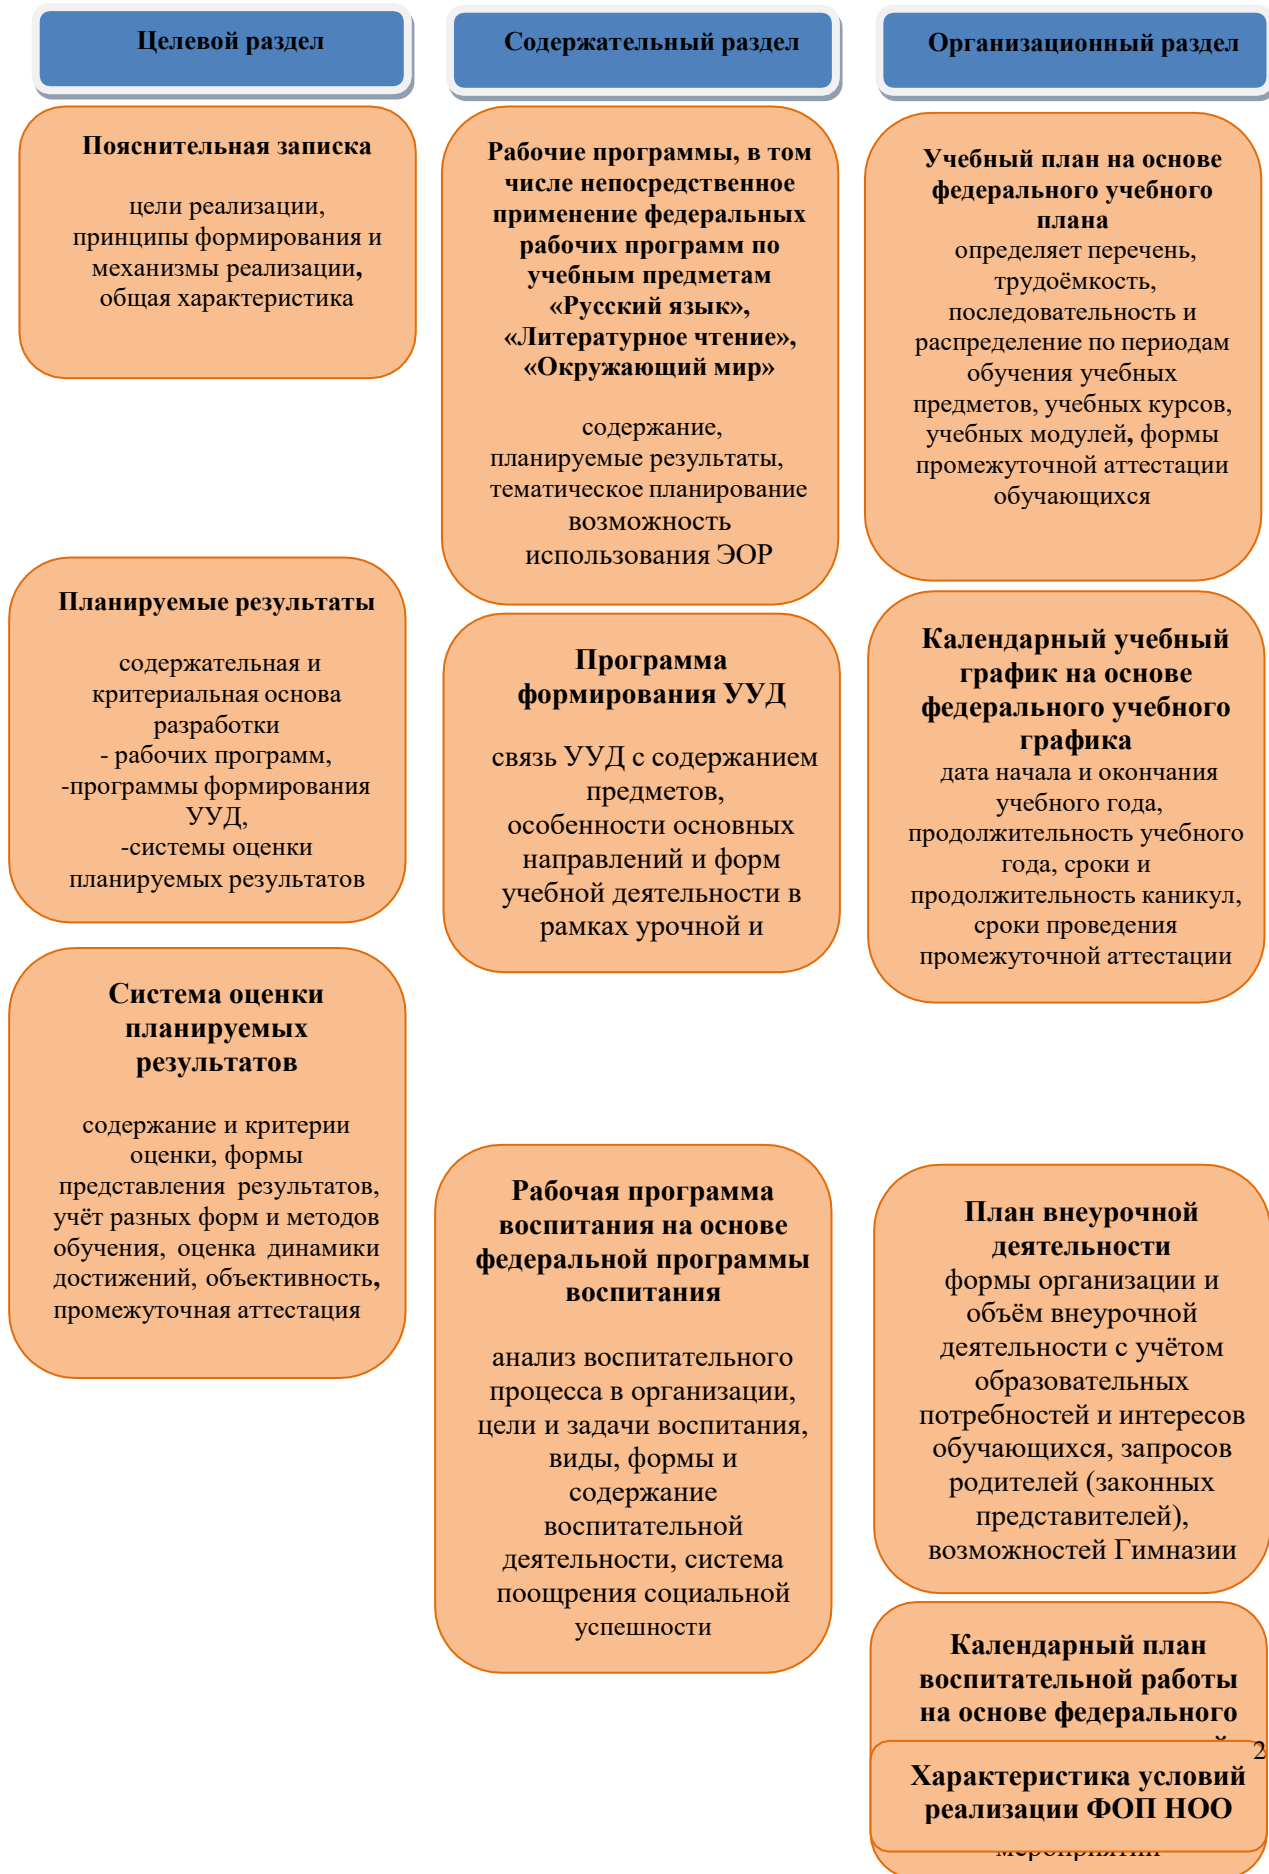 Целевой раздел
Пояснительная записка
цели реализации,
принципы формирования и
механизмы реализации,
общая характеристика
Планируемые результаты
содержательная и
критериальная основа
разработки
- рабочих программ,
-программы формирования
УУД,
-системы оценки
планируемых результатов
Система оценки
планируемых
результатов
содержание и критерии
оценки, формы
представления результатов,
учёт разных форм и методов
обучения, оценка динамики
достижений, объективность,
промежуточная аттестация
Содержательный раздел
Рабочие программы, в том
числе непосредственное
применение федеральных
рабочих программ по
учебным предметам
«Русский язык»,
«Литературное чтение»,
«Окружающий мир»
содержание,
планируемые результаты,
тематическое планирование
возможность
использования ЭОР
Программа
формирования УУД
связь УУД с содержанием
предметов,
особенности основных
направлений и форм
учебной деятельности в
рамках урочной и
Рабочая программа
воспитания на основе
федеральной программы
воспитания
анализ воспитательного
процесса в организации,
цели и задачи воспитания,
виды, формы и
содержание
воспитательной
деятельности, система
поощрения социальной
успешности
Организационный раздел
Учебный план на основе
федерального учебного
плана
определяет перечень,
трудоёмкость,
последовательность и
распределение по периодам
обучения учебных
предметов, учебных курсов,
учебных модулей, формы
промежуточной аттестации
обучающихся
Календарный учебный
график на основе
федерального учебного
графика
дата начала и окончания
учебного года,
продолжительность учебного
года, сроки и
продолжительность каникул,
сроки проведения
промежуточной аттестации
План внеурочной
деятельности
формы организации и
объём внеурочной
деятельности с учётом
образовательных
потребностей и интересов
обучающихся, запросов
родителей (законных
представителей),
возможностей Гимназии
Календарный план
воспитательной работы
на основе федерального
2
Характеристика условий
реализации ФОП НОО